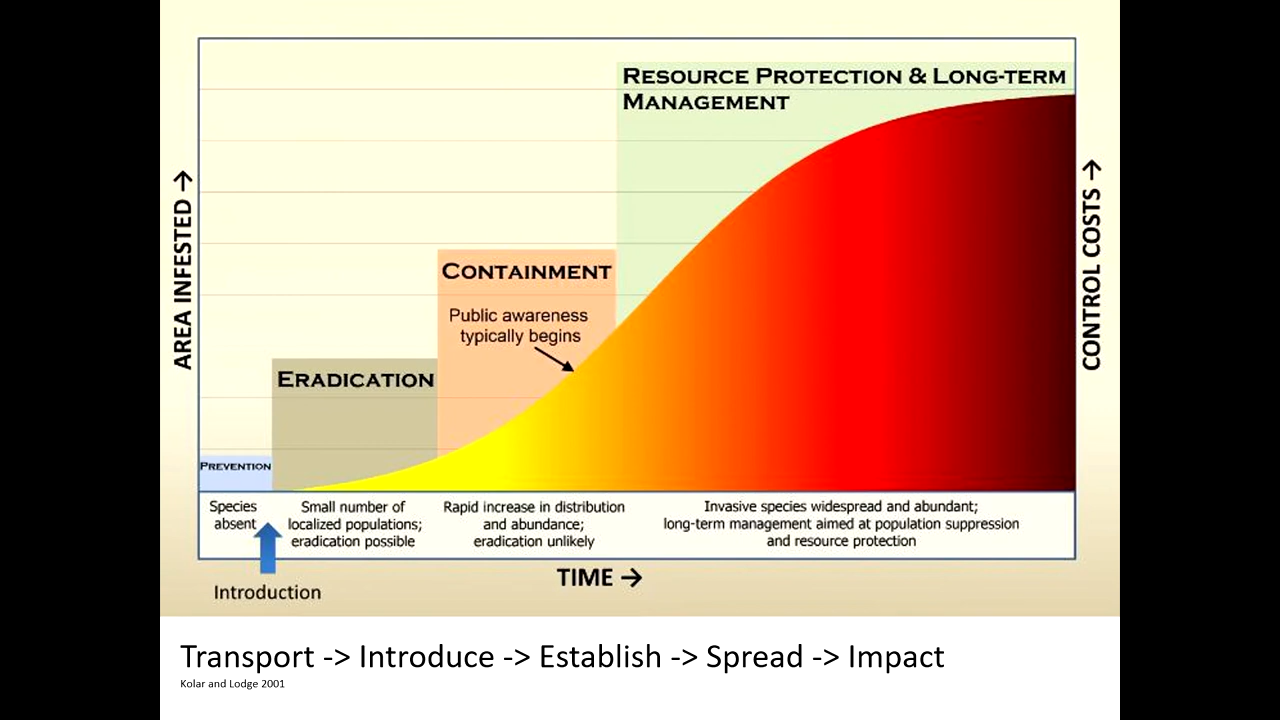 RESOURCE PROTECTION & LONG-TERM
MANAGEMENT
CONTAINMENT
Public awareness
typically begins
ERADICATION
PREVENTION
AREA INFESTED →
CONTROL COSTS →
Species
absent
Small number of
localized populations;
eradication possible
Rapid increase in distribution
and abundance;
eradication unlikely
Invasive species widespread and abundant;
long-term management aimed at population suppression
and resource protection
Introduction
TIME →
Transport -> Introduce -> Establish -> Spread -> Impact
Kolar and Lodge 2001